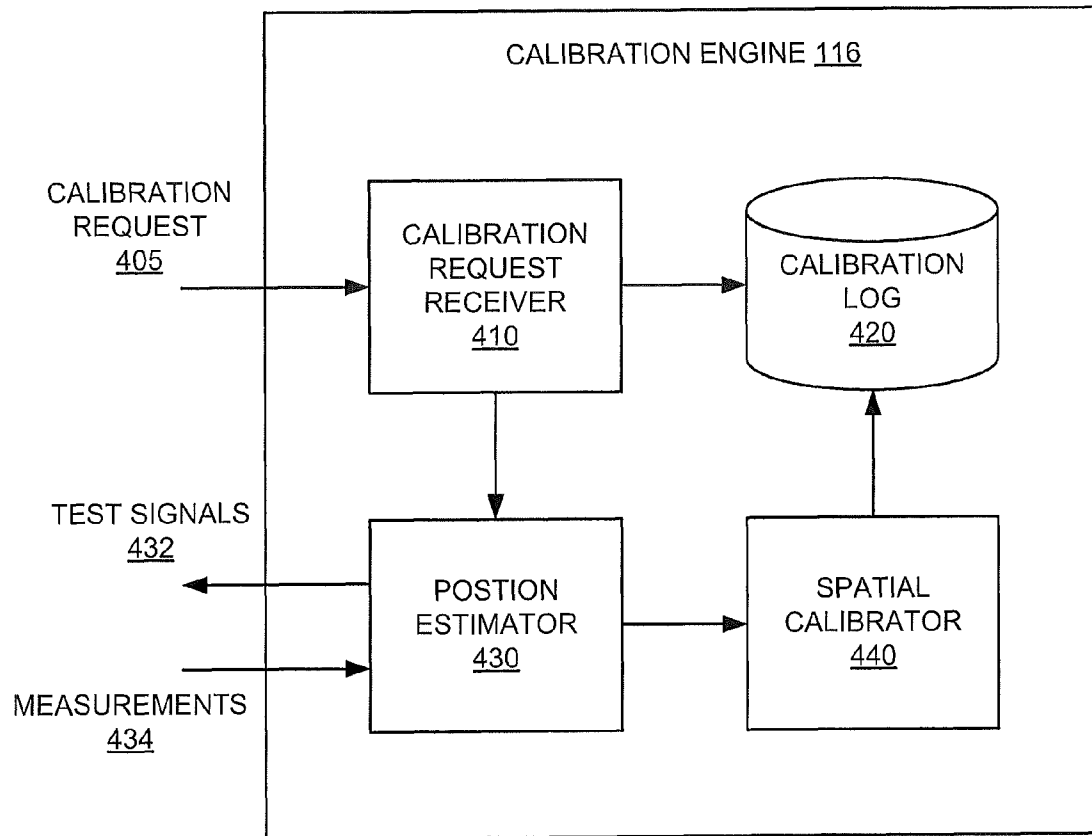 CALIBRATION ENGINE 116
CALIBRATION
REQUEST
405
CALIBRATION
REQUEST
RECEIVER
410
CALIBRATION
LOG
420
TEST SIGNALS
432
POSTION
ESTIMATOR
430
SPATIAL
CALIBRATOR
440
MEASUREMENTS
434